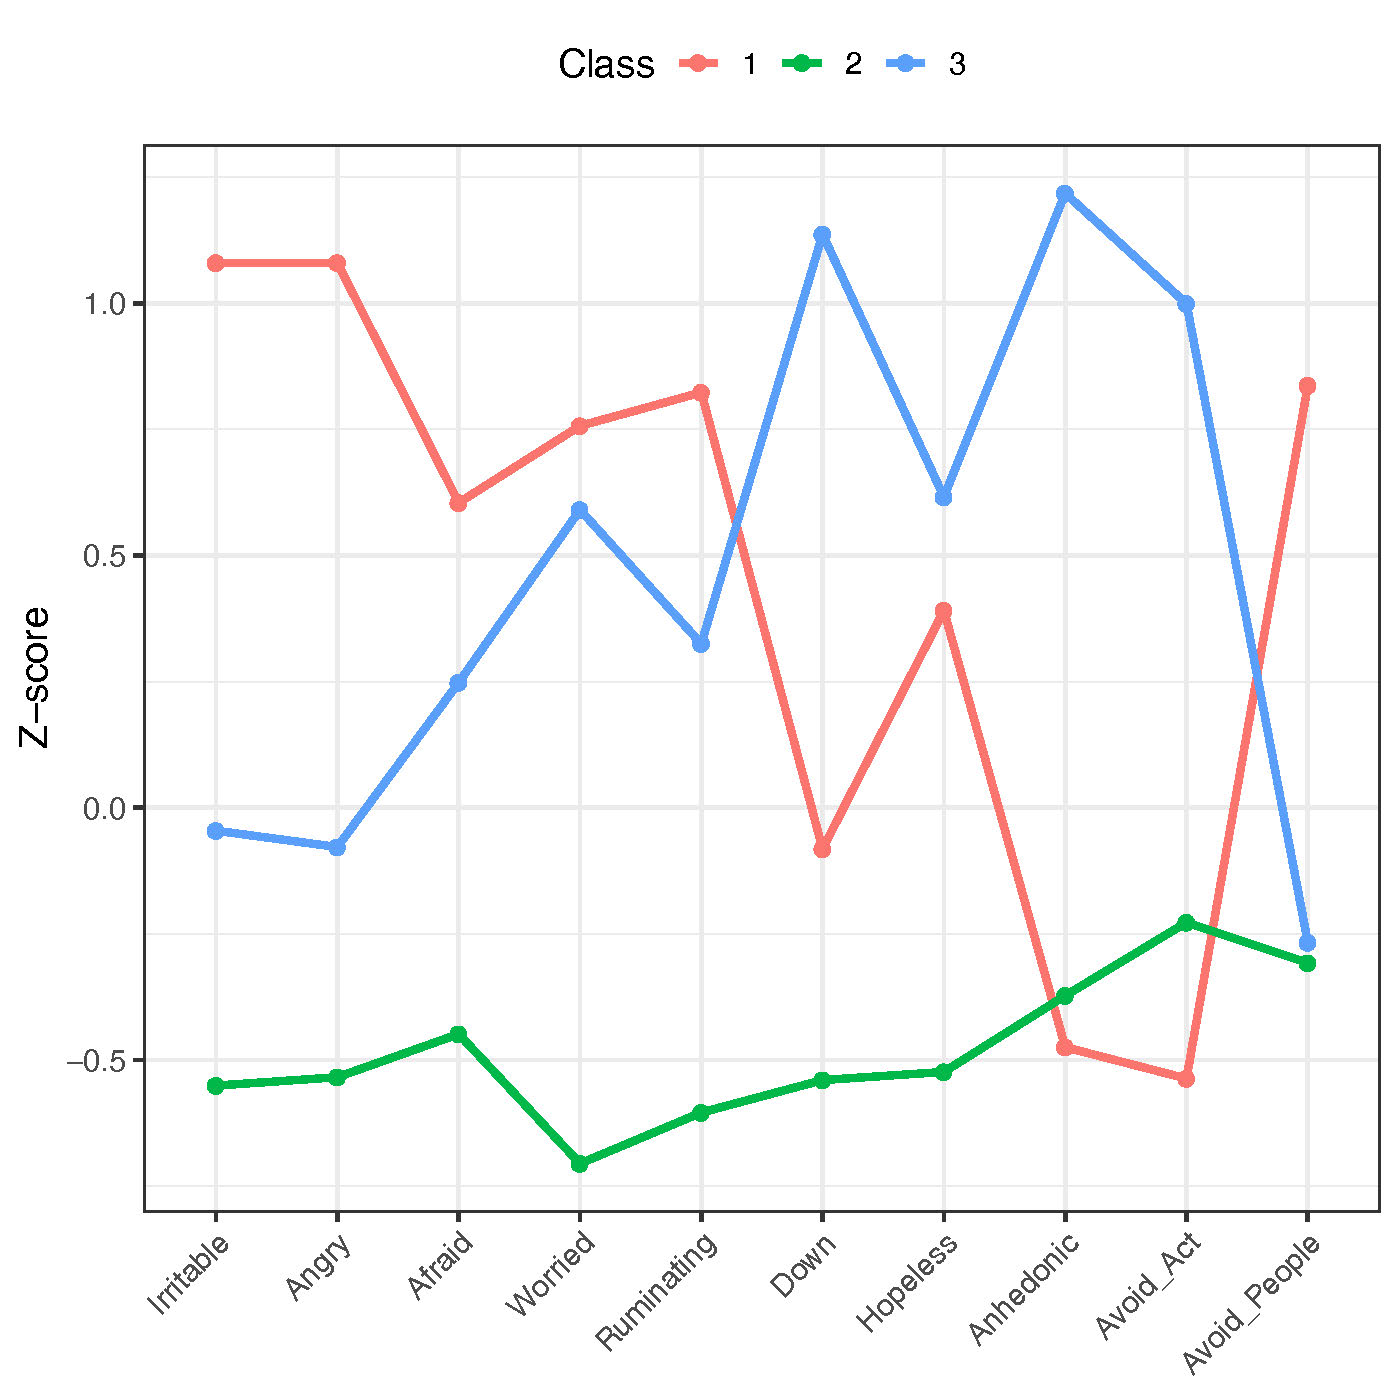 Class 1 2 3
Z−score
1.0
0.5
0.0
−0.5
Irritable
Angry
Afraid
Worried
Ruminating
Down
Hopeless
Anhedonic
Avoid_Act
Avoid_People